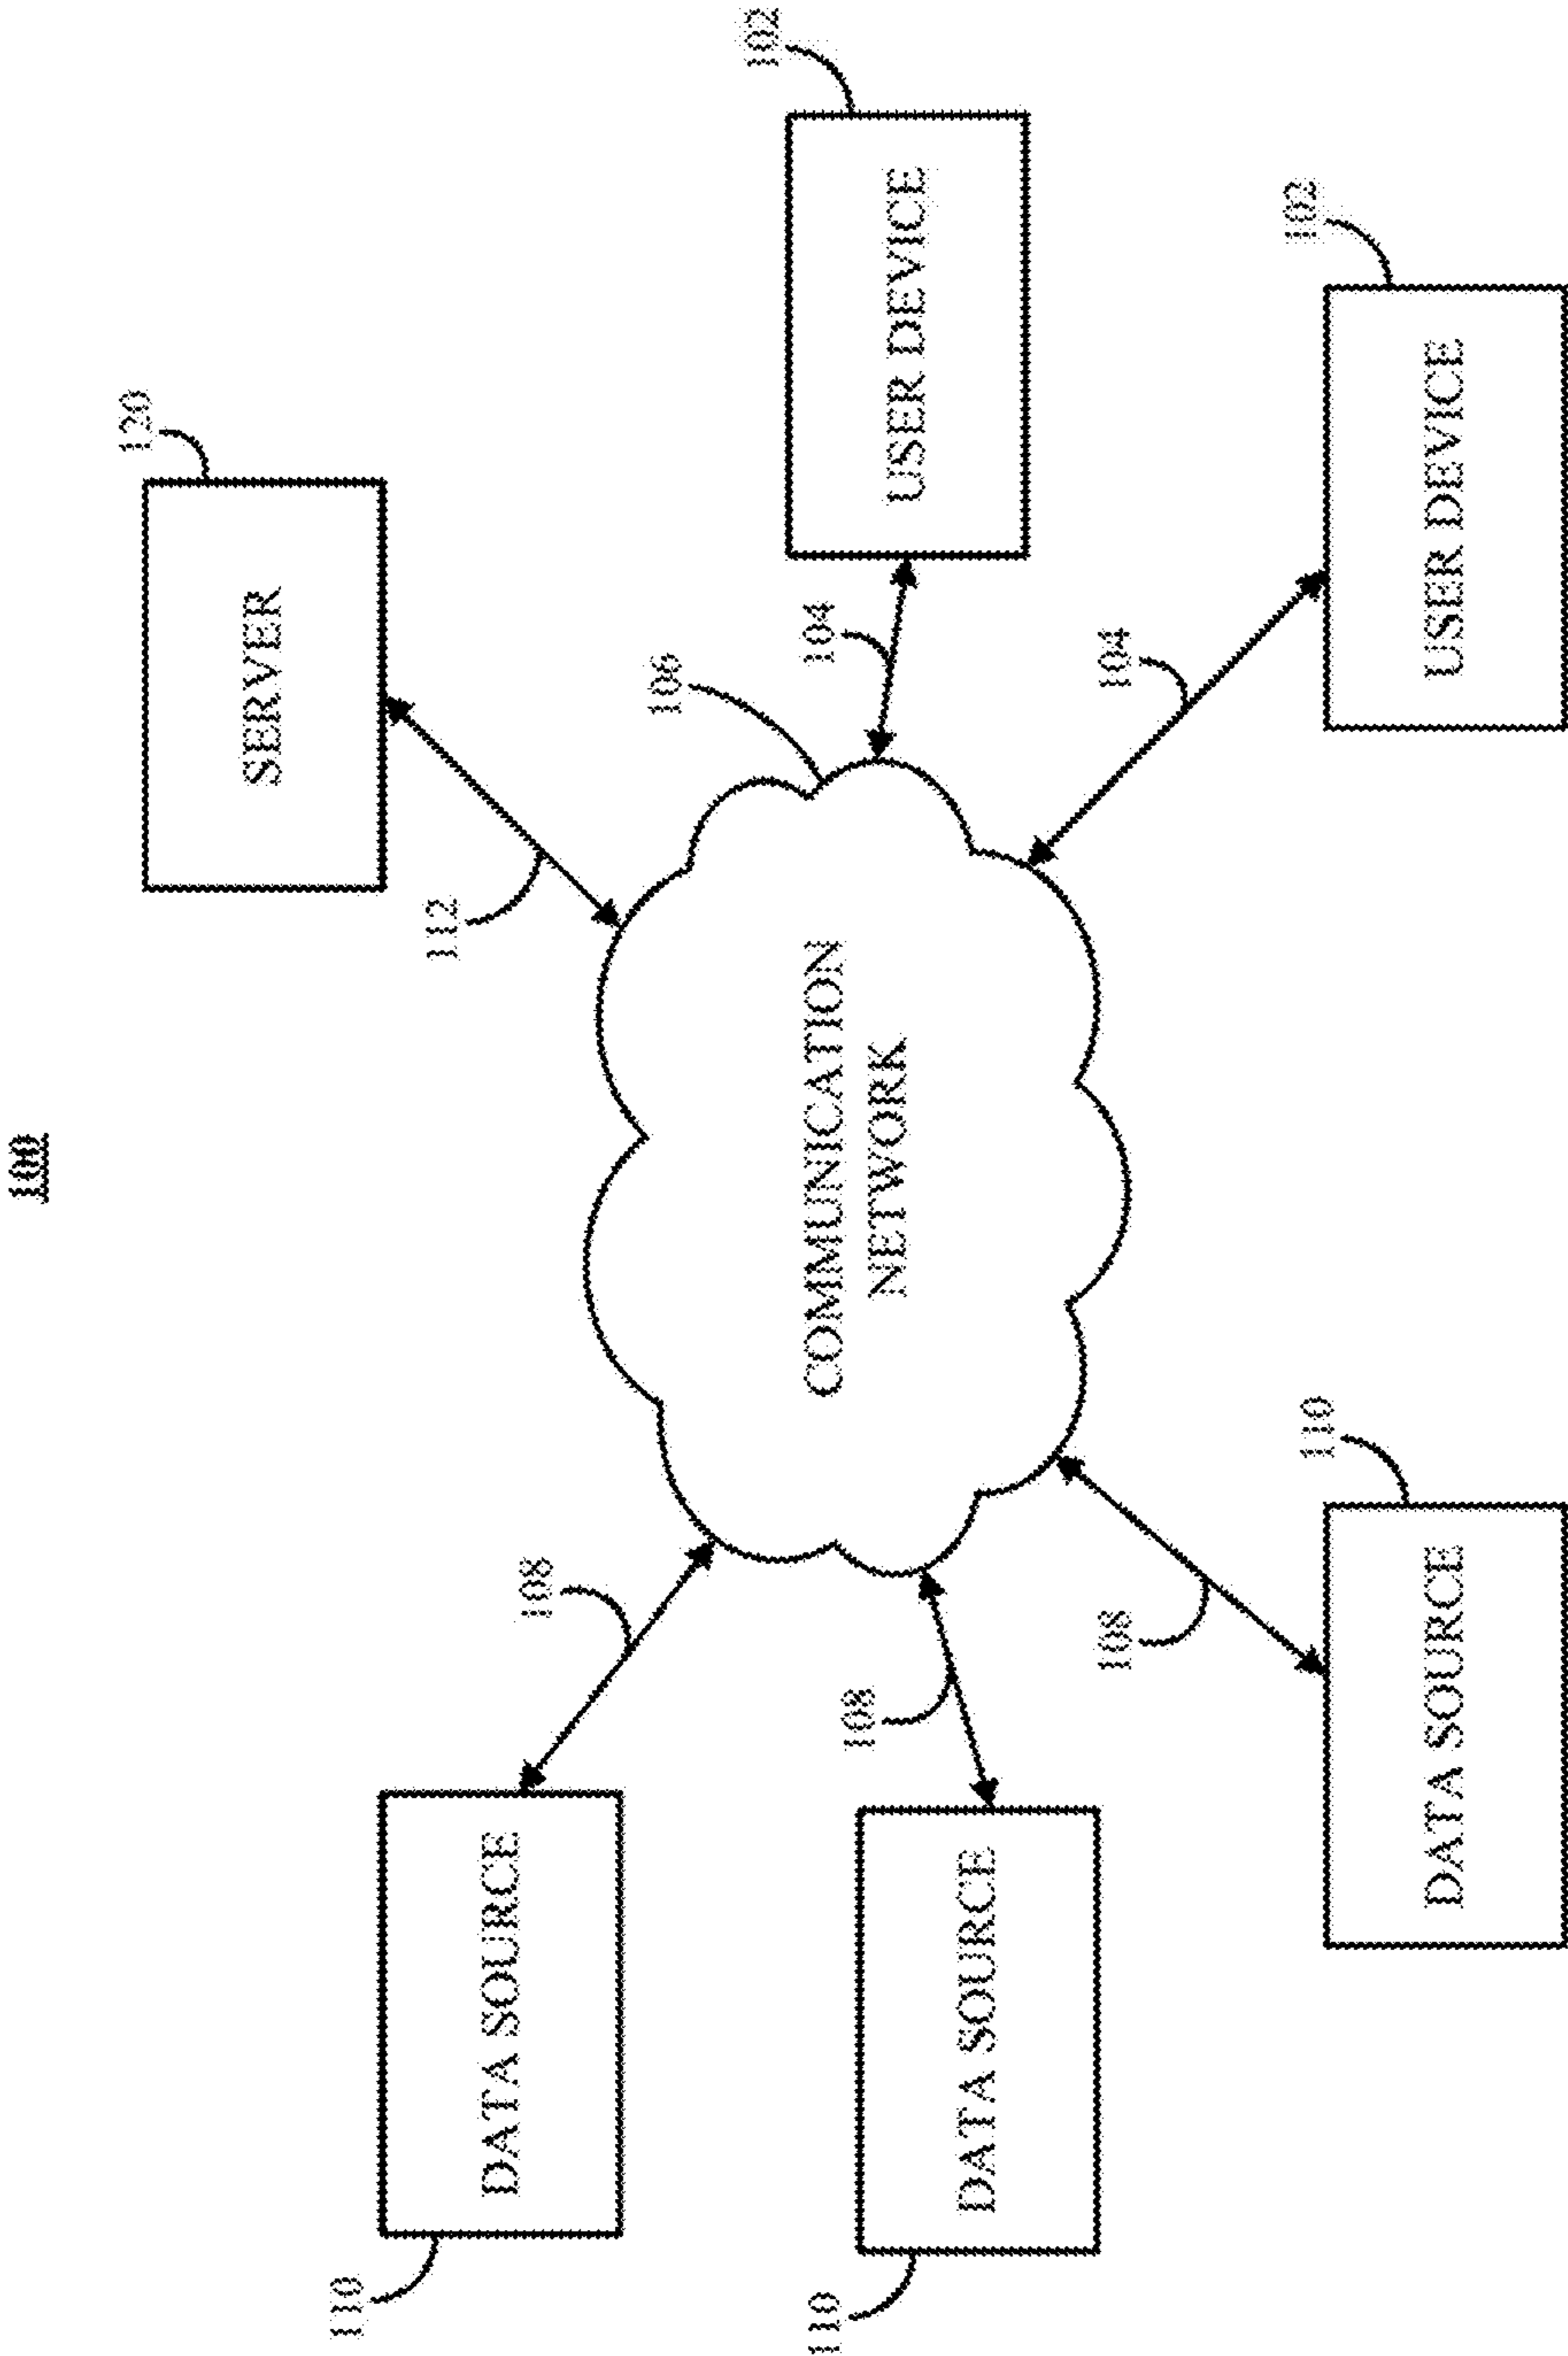 100
120
SERVER
110
112
DATA SOURCE
108
106
102
110
COMMUNICATION
104
108
NETWORK
USER DEVICE
DATA SOURCE
108
104
110
102
DATA SOURCE
USER DEVICE